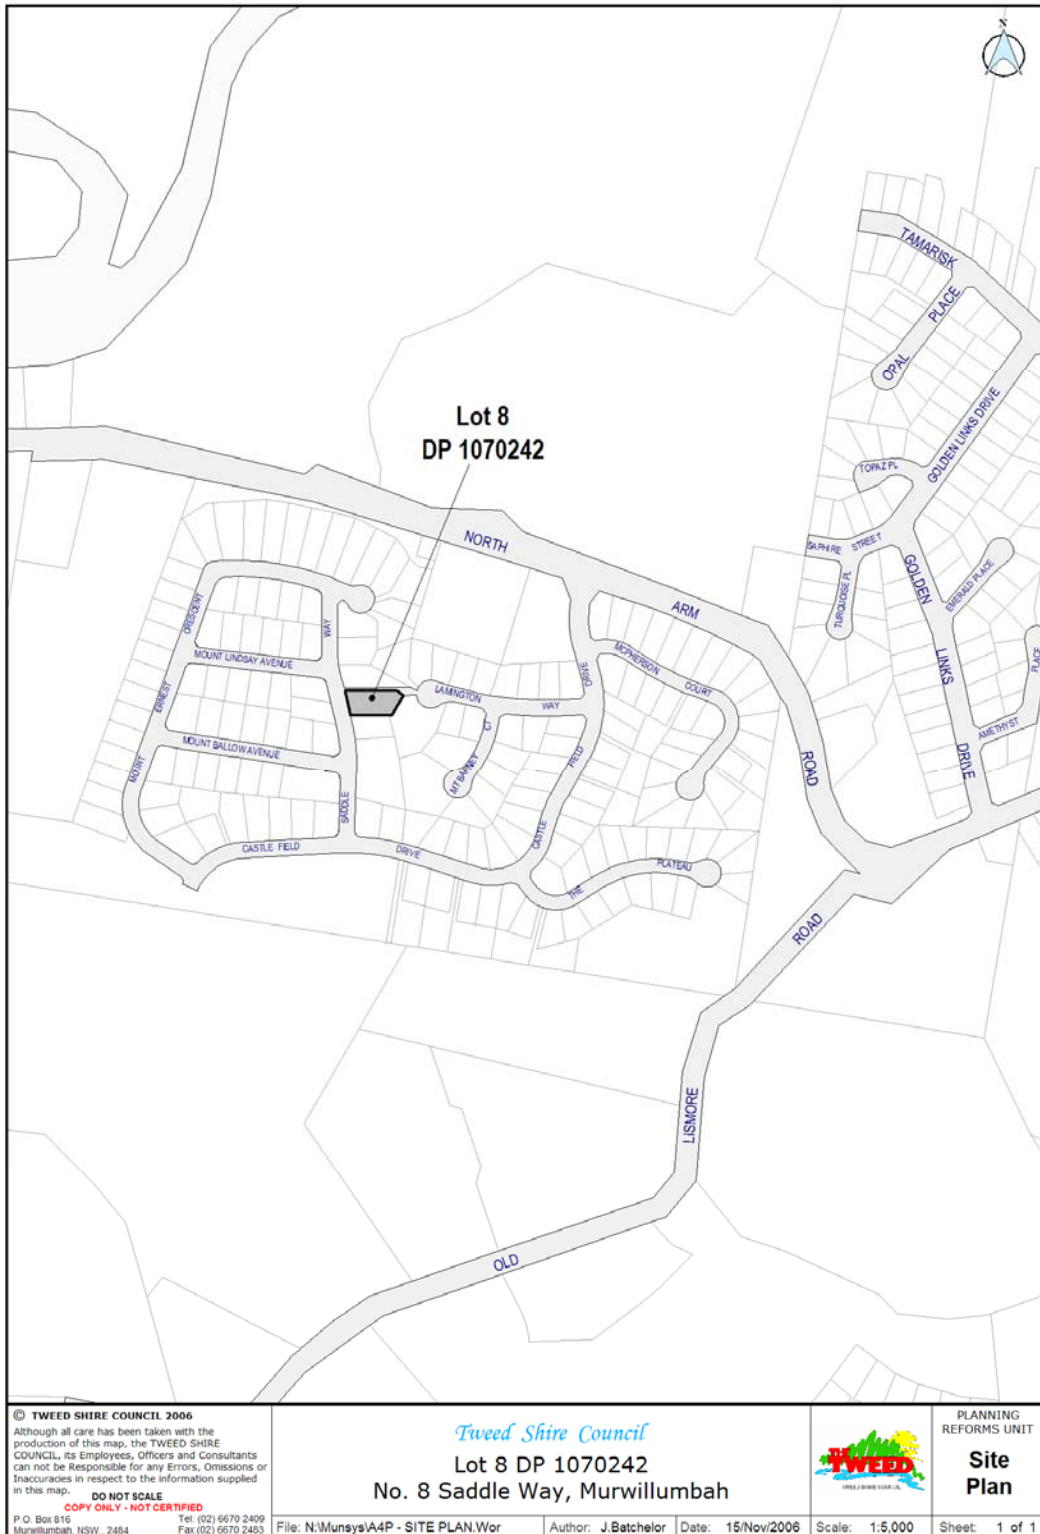 N
TAMARISK
OPAL PLACE
GOLDEN LINKS DRIVE
TOPAZ PL
SAPHIRE STREET
TURQUOISE PL
GOLDEN LINKS DRIVE
EMERALD PLACE
PLACE
AMETHYST
Lot 8
DP 1070242
NORTH ARM ROAD
MCPHERSON COURT
DRIVE
CRESCENT
WAY
MOUNT LINDSAY AVENUE
LAMINGTON WAY
ERNEST
MOUNT
MOUNT BALLOW AVENUE
MT BARNEY CT
CASTLE FIELD
SADDLE
CASTLE FIELD DRIVE
THE PLATEAU
OLD LISMORE ROAD
© TWEED SHIRE COUNCIL 2006
Although all care has been taken with the
production of this map, the TWEED SHIRE
COUNCIL, its Employees, Officers and Consultants
can not be Responsible for any Errors, Omissions or
Inaccuracies in respect to the information supplied
in this map.
DO NOT SCALE
COPY ONLY - NOT CERTIFIED
P.O. Box 816
Murwillumbah, NSW., 2484
Tel: (02) 6670 2409
Fax:(02) 6670 2483
Tweed Shire Council
Lot 8 DP 1070242
No. 8 Saddle Way, Murwillumbah
File: N:\Munsys\A4P - SITE PLAN.Wor
Author: J.Batchelor
Date: 15/Nov/2006
THE TWEED
TWEED SHIRE COUNCIL
Scale: 1:5,000
PLANNING
REFORMS UNIT
Site
Plan
Sheet: 1 of 1